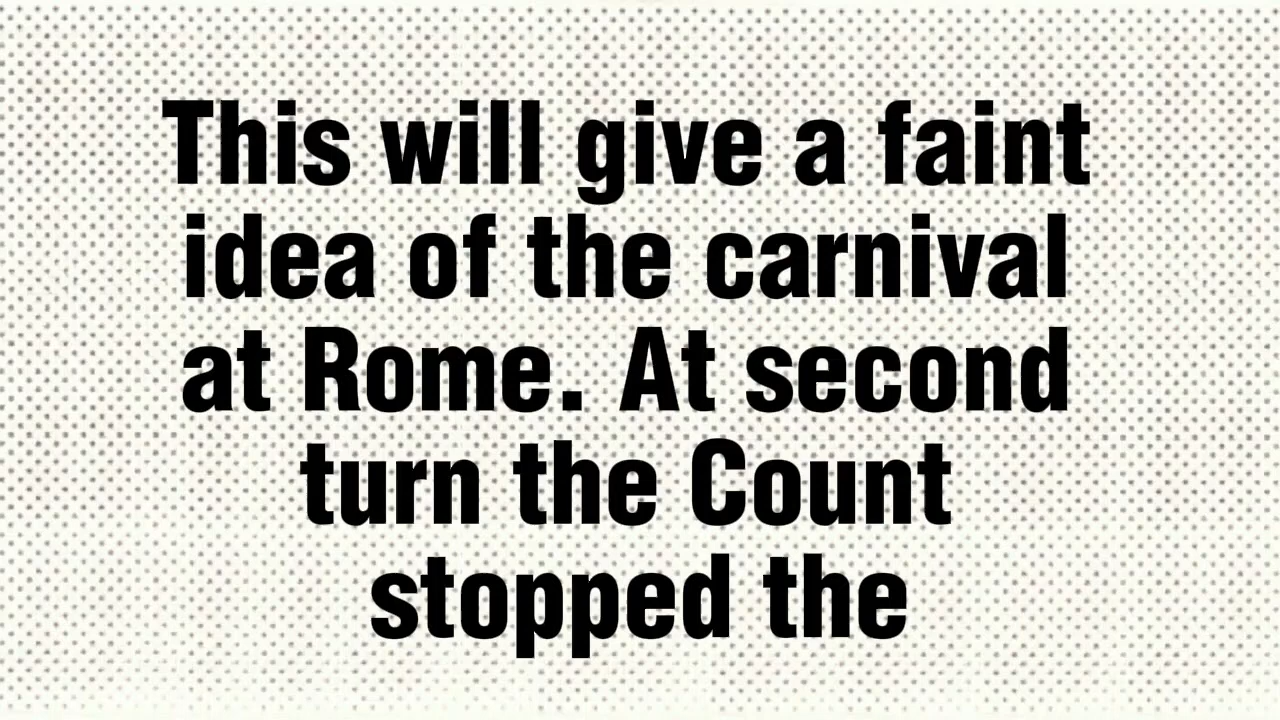 This will give a faint
idea of the carnival
at Rome. At second
turn the Count
stopped the